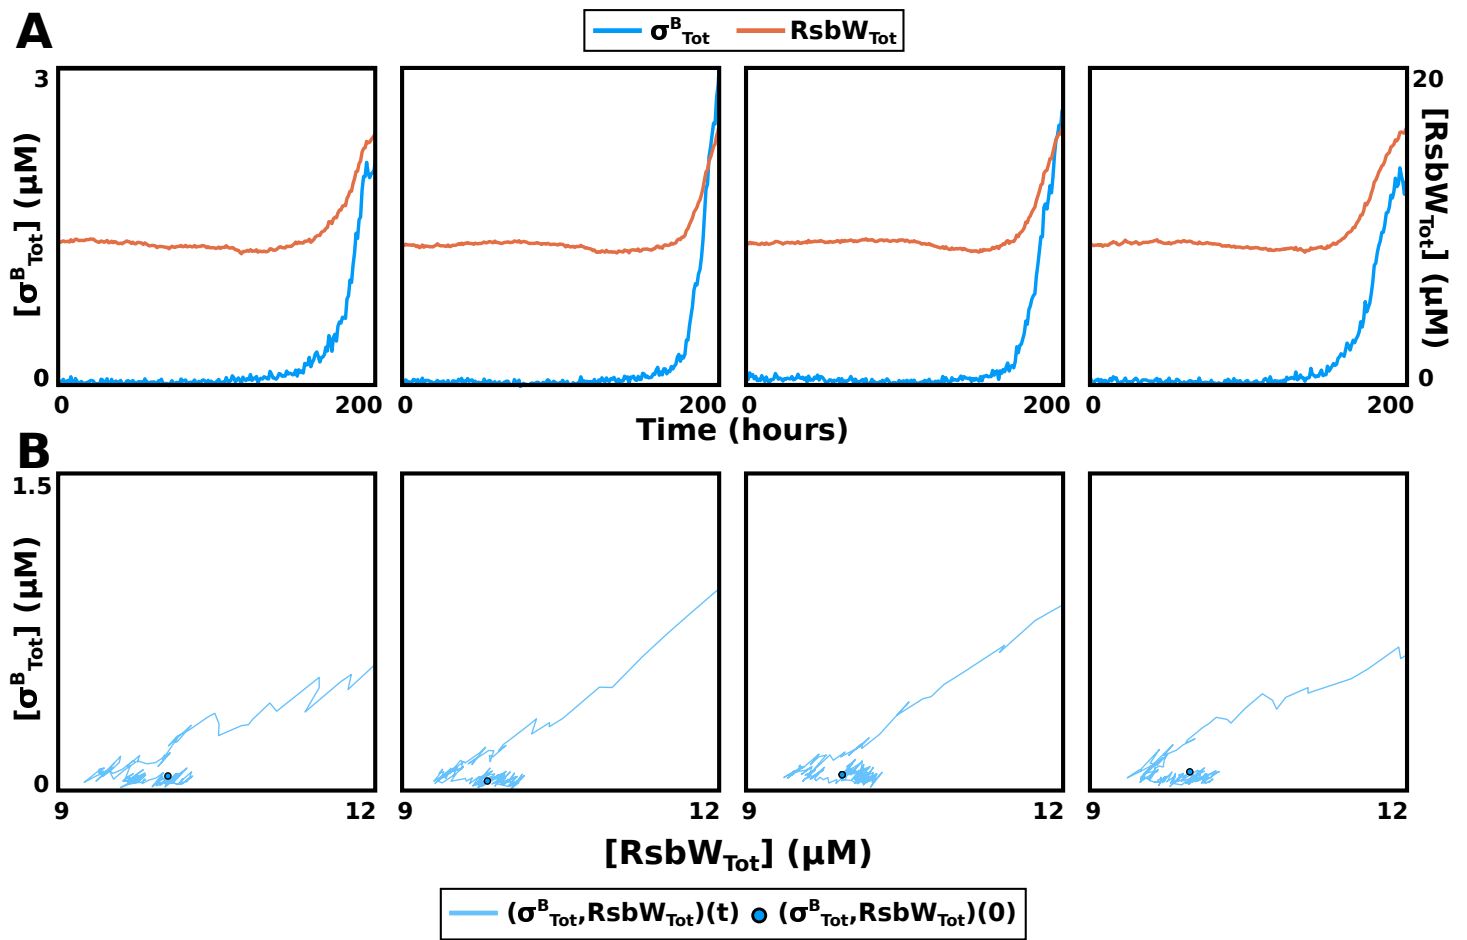 A
σᴮTot RsbWTot
3
0
[σᴮTot] (μM)
20
0
[RsbWTot] (μM)
0 200 0 200 0 200 0 200
Time (hours)
B
1.5
0
[σᴮTot] (μM)
9 12 9 12 9 12 9 12
[RsbWTot] (μM)
(σᴮTot,RsbWTot)(t) (σᴮTot,RsbWTot)(0)